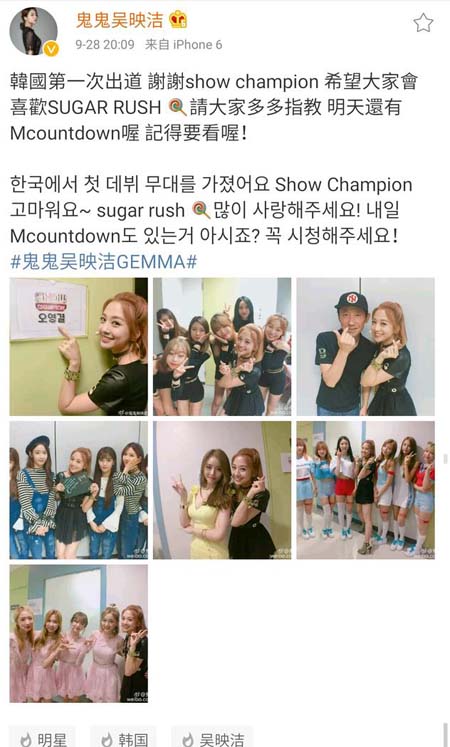 鬼鬼吴映洁
9-28 20:09 来自 iPhone 6
韓國第一次出道 謝謝show champion 希望大家會
喜歡SUGAR RUSH 🍭請大家多多指教 明天還有
Mcountdown喔 記得要看喔！
한국에서 첫 데뷔 무대를 가졌어요 Show Champion
고마워요~ sugar rush 🍭많이 사랑해주세요! 내일
Mcountdown도 있는거 아시죠? 꼭 시청해주세요！
#鬼鬼吴映洁GEMMA#
CHAMPION
오영결
明星
韩国
吴映洁